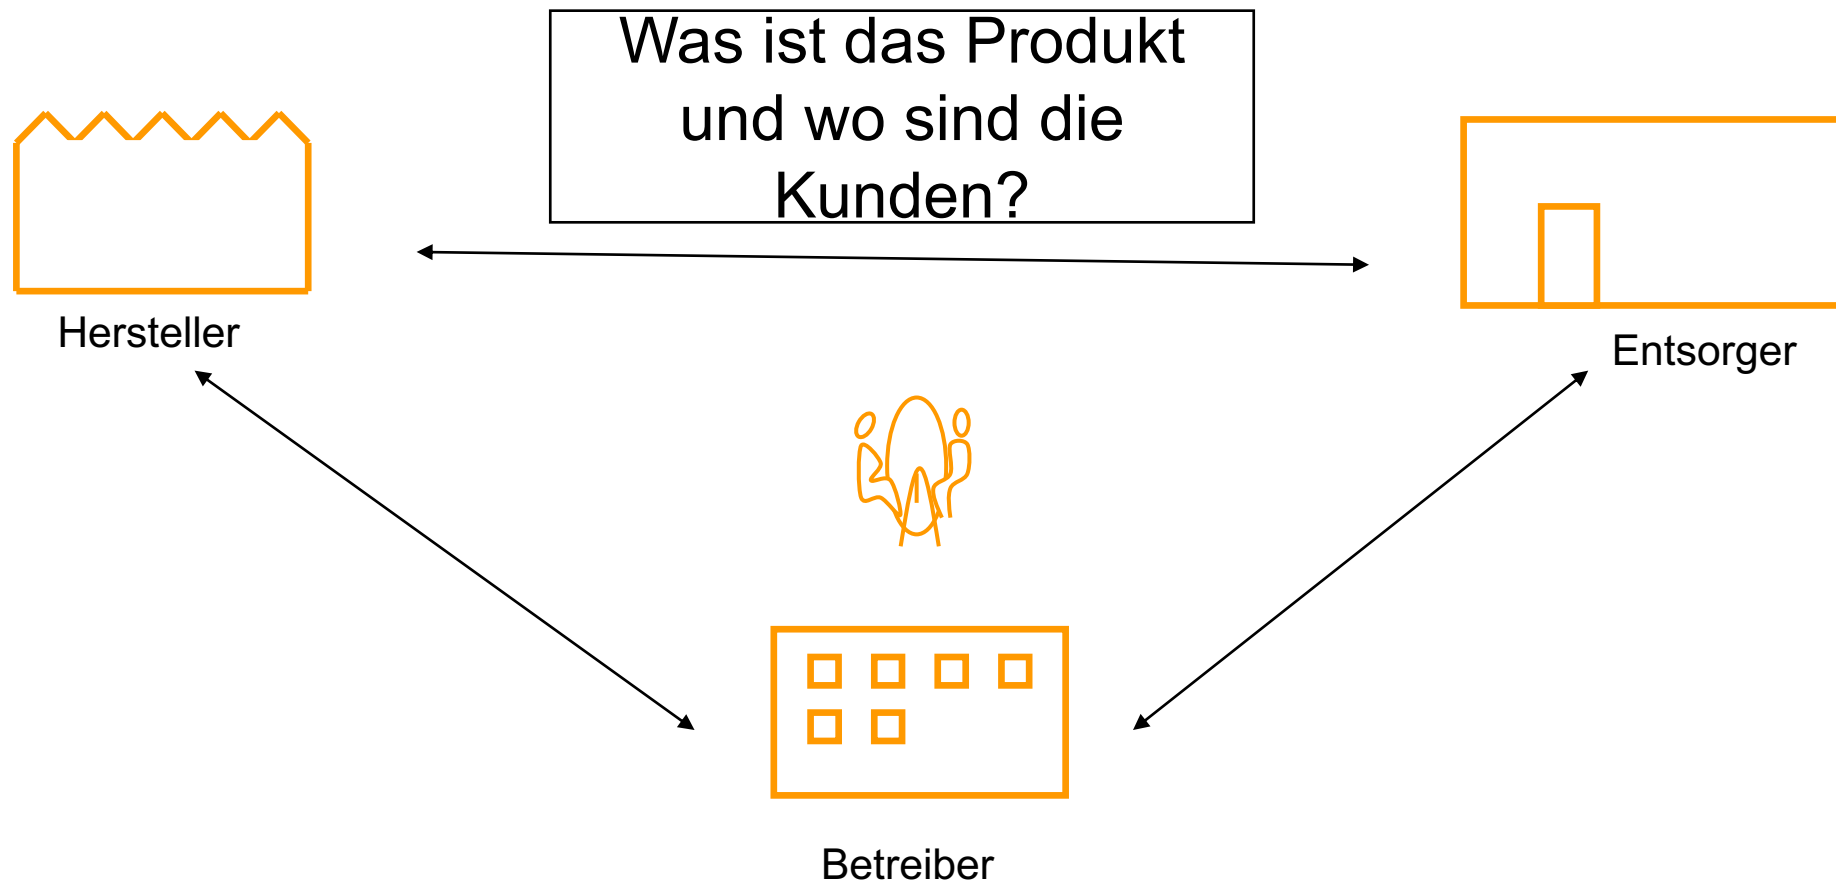 Was ist das Produkt
und wo sind die
Kunden?
Hersteller
Entsorger
Betreiber